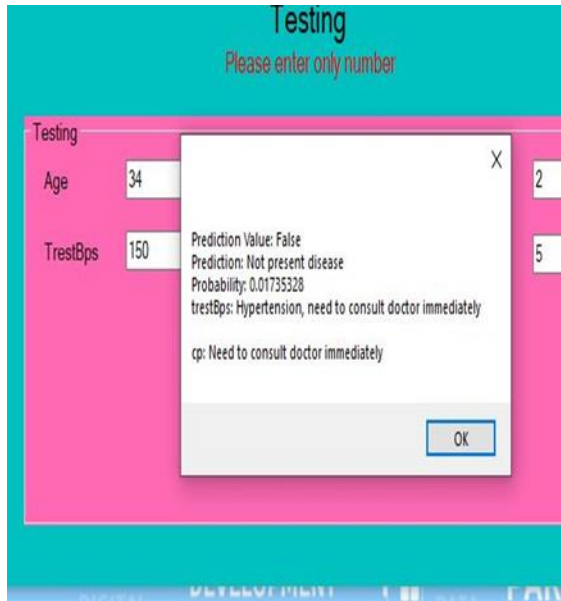 Testing
Please enter only number
Testing
Age 34 2
TrestBps 150 5
X
Prediction Value: False
Prediction: Not present disease
Probability: 0.01735328
trestBps: Hypertension, need to consult doctor immediately
cp: Need to consult doctor immediately
OK
DEVELOPMENT